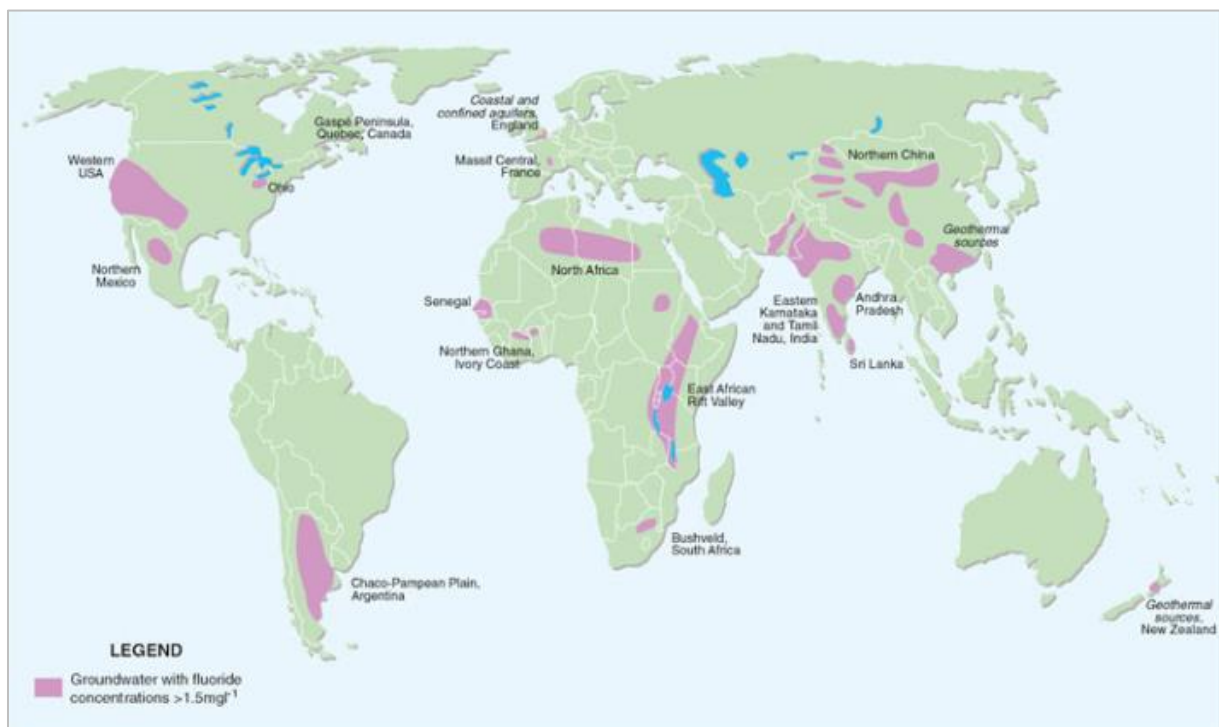 Coastal and
confined aquifers,
England
Gaspé Peninsula,
Quebec, Canada
Western
USA
Massif Central,
France
Northern China
Ohio
Geothermal
sources
Northern
Mexico
North Africa
Senegal
Eastern
Karnataka
and Tamil
Nadu, India
Andhra
Pradesh
Northern Ghana,
Ivory Coast
Sri Lanka
East African
Rift Valley
Bushveld,
South Africa
Chaco-Pampean Plain,
Argentina
Geothermal
sources,
New Zealand
LEGEND
Groundwater with fluoride
concentrations >1.5mgl⁻¹